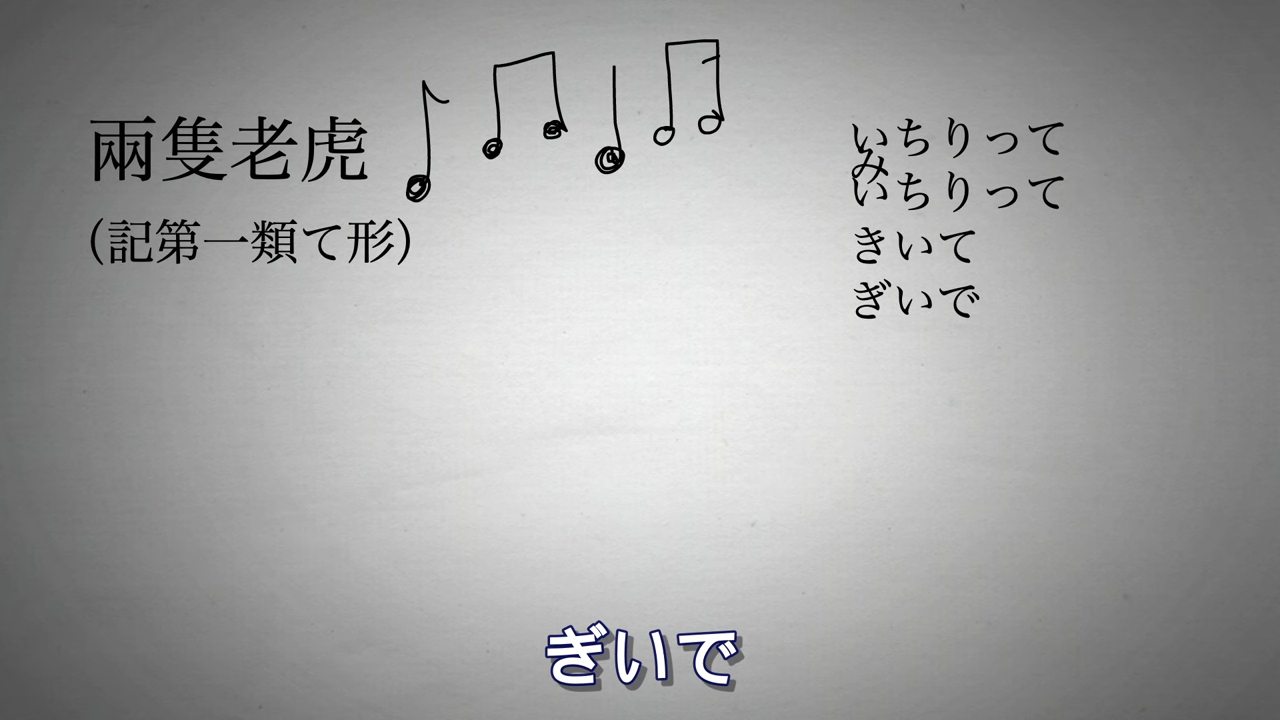 兩隻老虎
(記第一類て形)
いちりって
み
いちりって
きいて
ぎいで
ぎいで